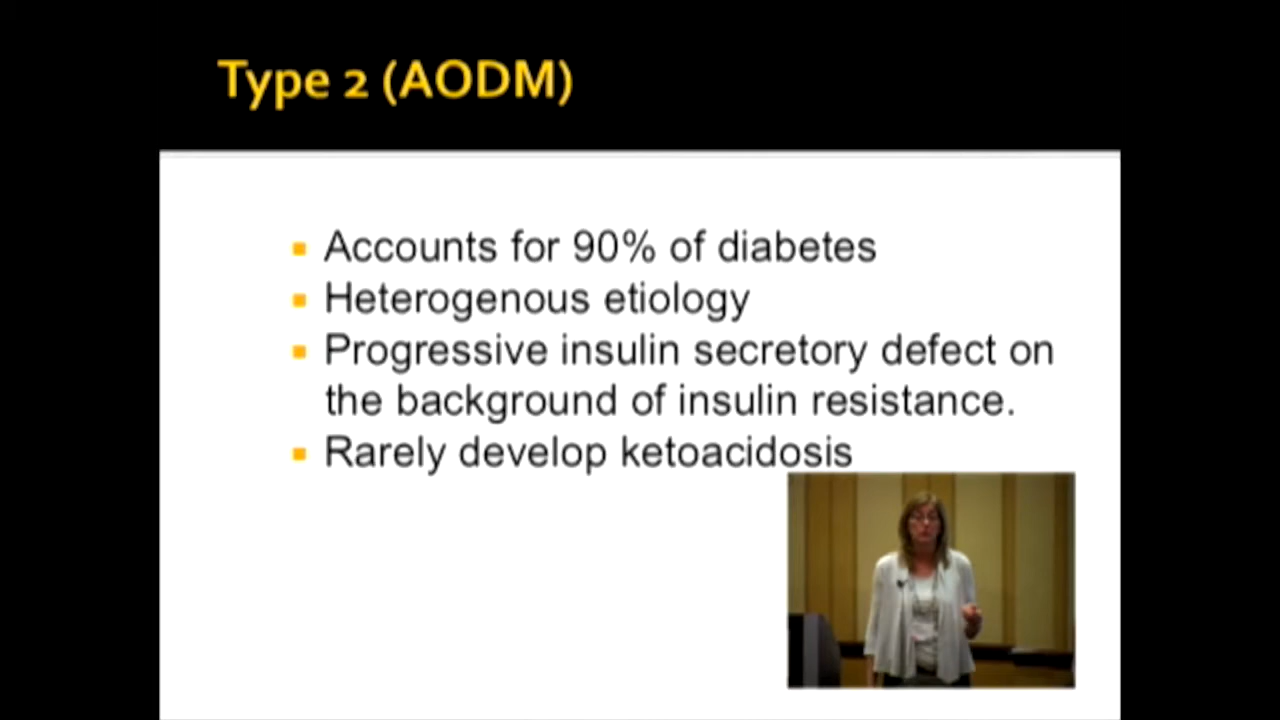 Type 2 (AODM)
Accounts for 90% of diabetes
Heterogenous etiology
Progressive insulin secretory defect on
the background of insulin resistance.
Rarely develop ketoacidosis